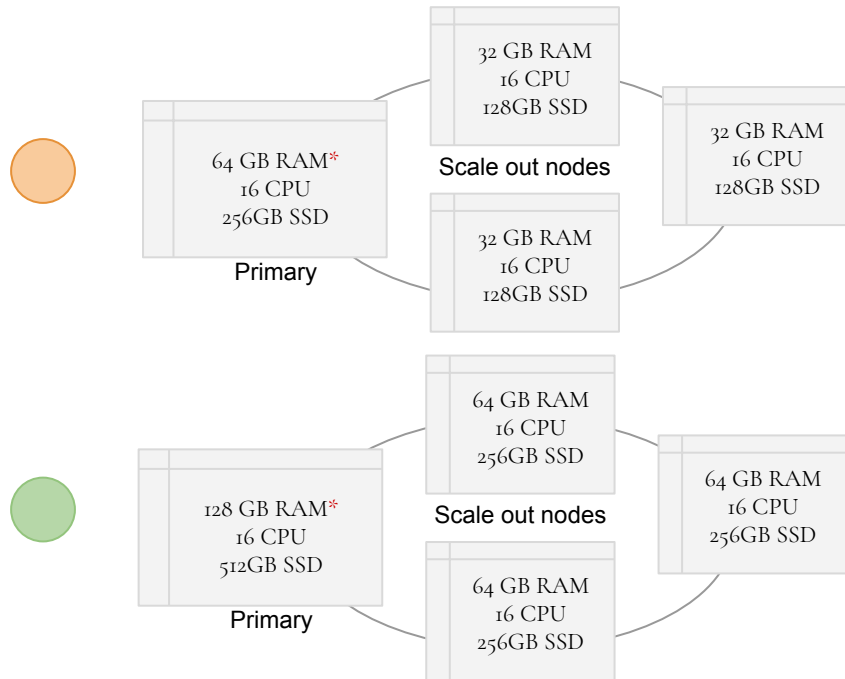 32 GB RAM
16 CPU
128GB SSD
64 GB RAM*
16 CPU
256GB SSD
Primary
Scale out nodes
32 GB RAM
16 CPU
128GB SSD
32 GB RAM
16 CPU
128GB SSD
64 GB RAM
16 CPU
256GB SSD
128 GB RAM*
16 CPU
512GB SSD
Primary
Scale out nodes
64 GB RAM
16 CPU
256GB SSD
64 GB RAM
16 CPU
256GB SSD